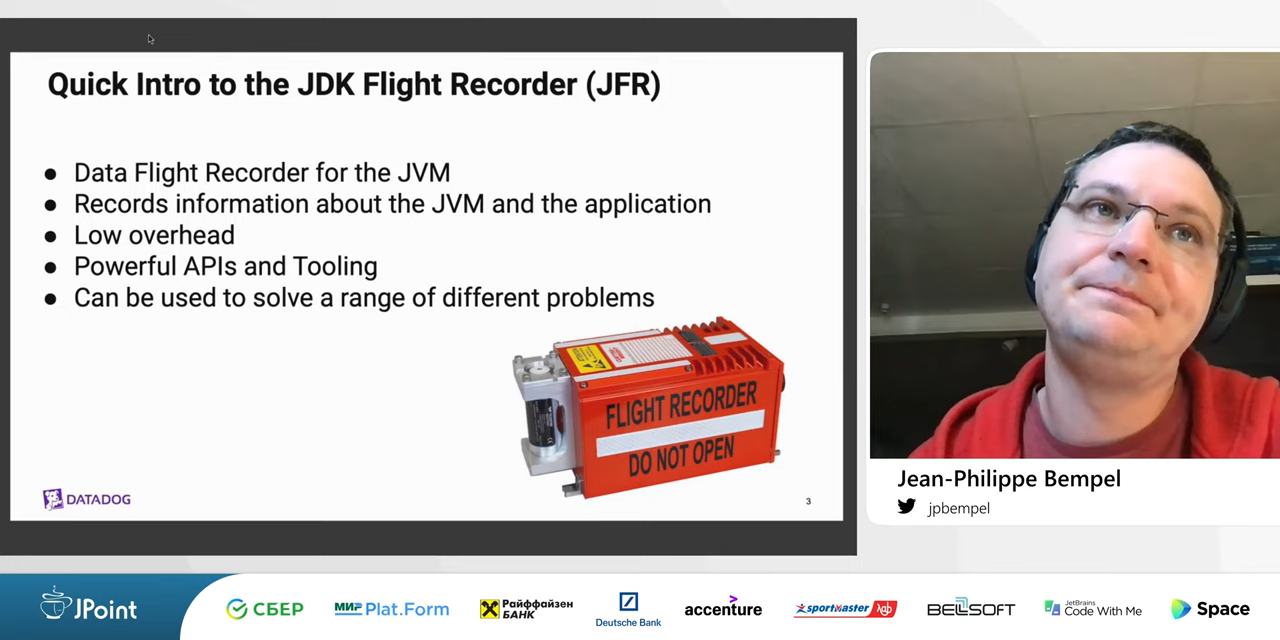 Quick Intro to the JDK Flight Recorder (JFR)
● Data Flight Recorder for the JVM
● Records information about the JVM and the application
● Low overhead
● Powerful APIs and Tooling
● Can be used to solve a range of different problems
FLIGHT RECORDER
DO NOT OPEN
DATADOG
3
Jean-Philippe Bempel
jpbempel
JPoint
СБЕР
МИР Plat.Form
Райффайзен
БАНК
Deutsche Bank
accenture
sportmaster lab
BELLSOFT
JetBrains
Code With Me
Space